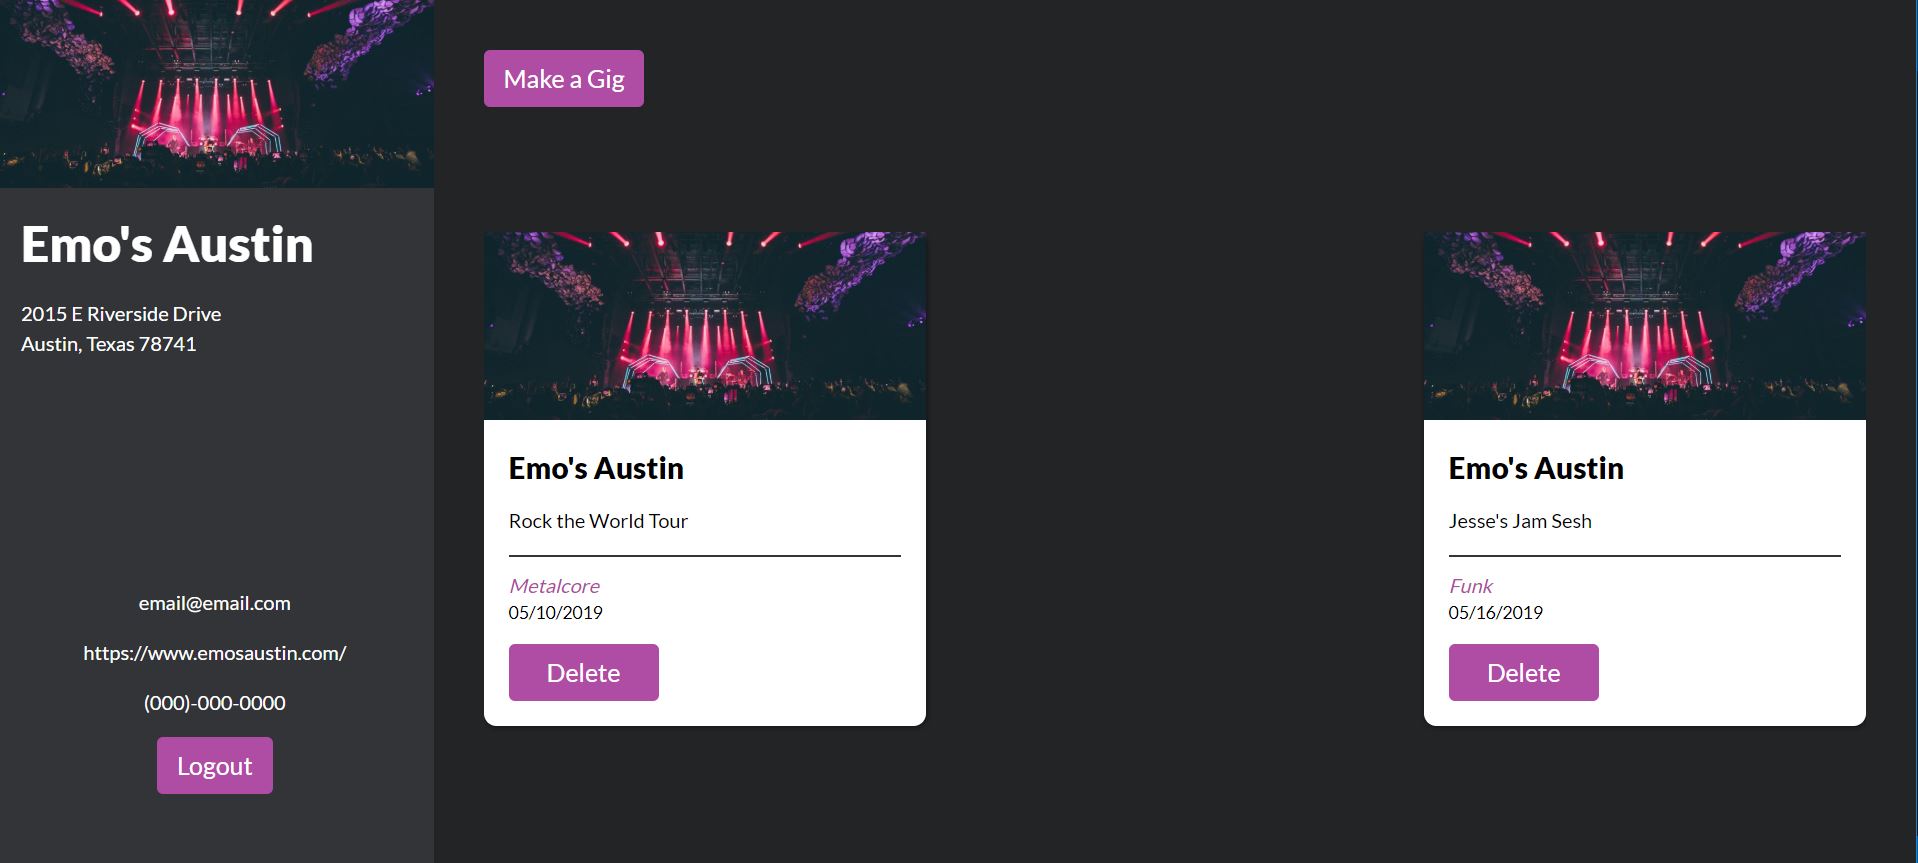 Emo's Austin
2015 E Riverside Drive
Austin, Texas 78741
email@email.com
https://www.emosaustin.com/
(000)-000-0000
Logout
Make a Gig
Emo's Austin
Rock the World Tour
Metalcore
05/10/2019
Delete
Emo's Austin
Jesse's Jam Sesh
Funk
05/16/2019
Delete